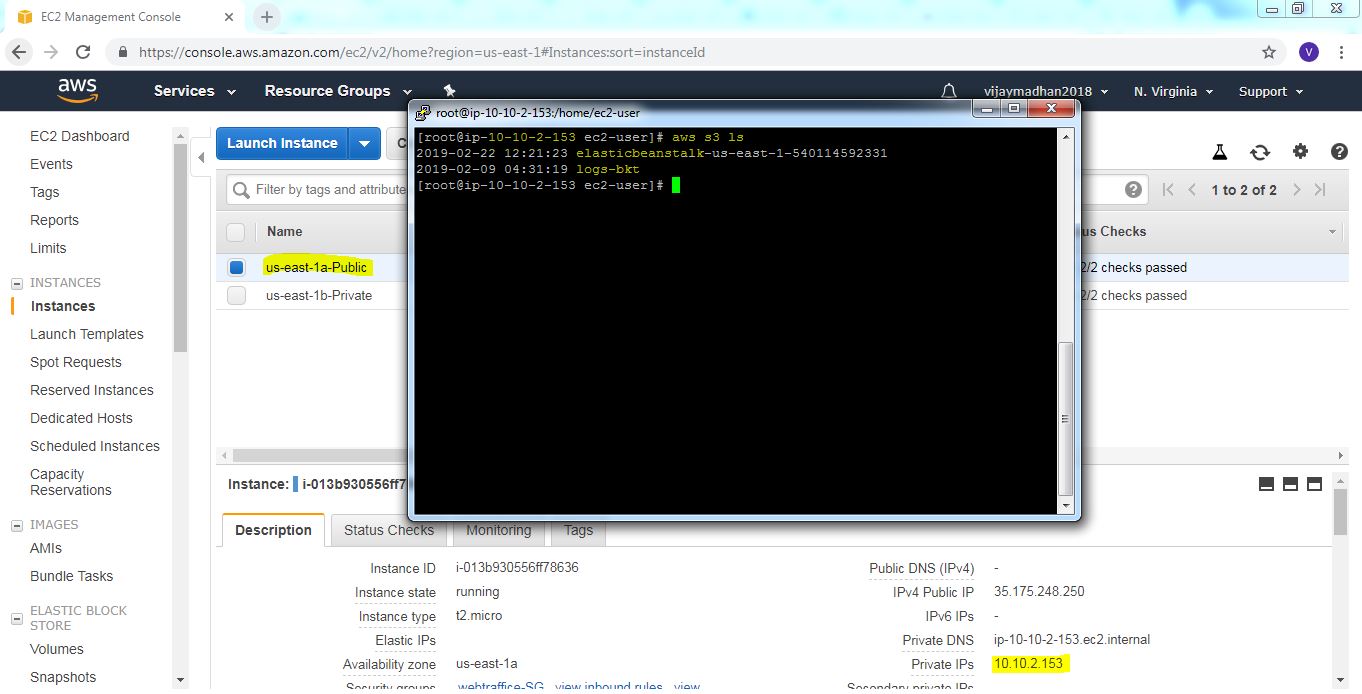 EC2 Management Console
https://console.aws.amazon.com/ec2/v2/home?region=us-east-1#Instances:sort=instanceId
V
aws
Services
Resource Groups
vijaymadhan2018
N. Virginia
Support
root@ip-10-10-2-153:/home/ec2-user
[root@ip-10-10-2-153 ec2-user]# aws s3 ls
2019-02-22 12:21:23 elasticbeanstalk-us-east-1-540114592331
2019-02-09 04:31:19 logs-bkt
[root@ip-10-10-2-153 ec2-user]#
EC2 Dashboard
Events
Tags
Reports
Limits
INSTANCES
Instances
Launch Templates
Spot Requests
Reserved Instances
Dedicated Hosts
Scheduled Instances
Capacity
Reservations
IMAGES
AMIs
Bundle Tasks
ELASTIC BLOCK
STORE
Volumes
Snapshots
Launch Instance
C
Filter by tags and attribute
1 to 2 of 2
Name
us Checks
us-east-1a-Public
2/2 checks passed
us-east-1b-Private
2/2 checks passed
Instance: i-013b930556ff7
Description
Status Checks
Monitoring
Tags
Instance ID i-013b930556ff78636
Public DNS (IPv4) -
Instance state running
IPv4 Public IP 35.175.248.250
Instance type t2.micro
IPv6 IPs -
Elastic IPs
Private DNS ip-10-10-2-153.ec2.internal
Availability zone us-east-1a
Private IPs 10.10.2.153
Security groups webtraffice-SG. view inbound rules. view
Secondary private IPs